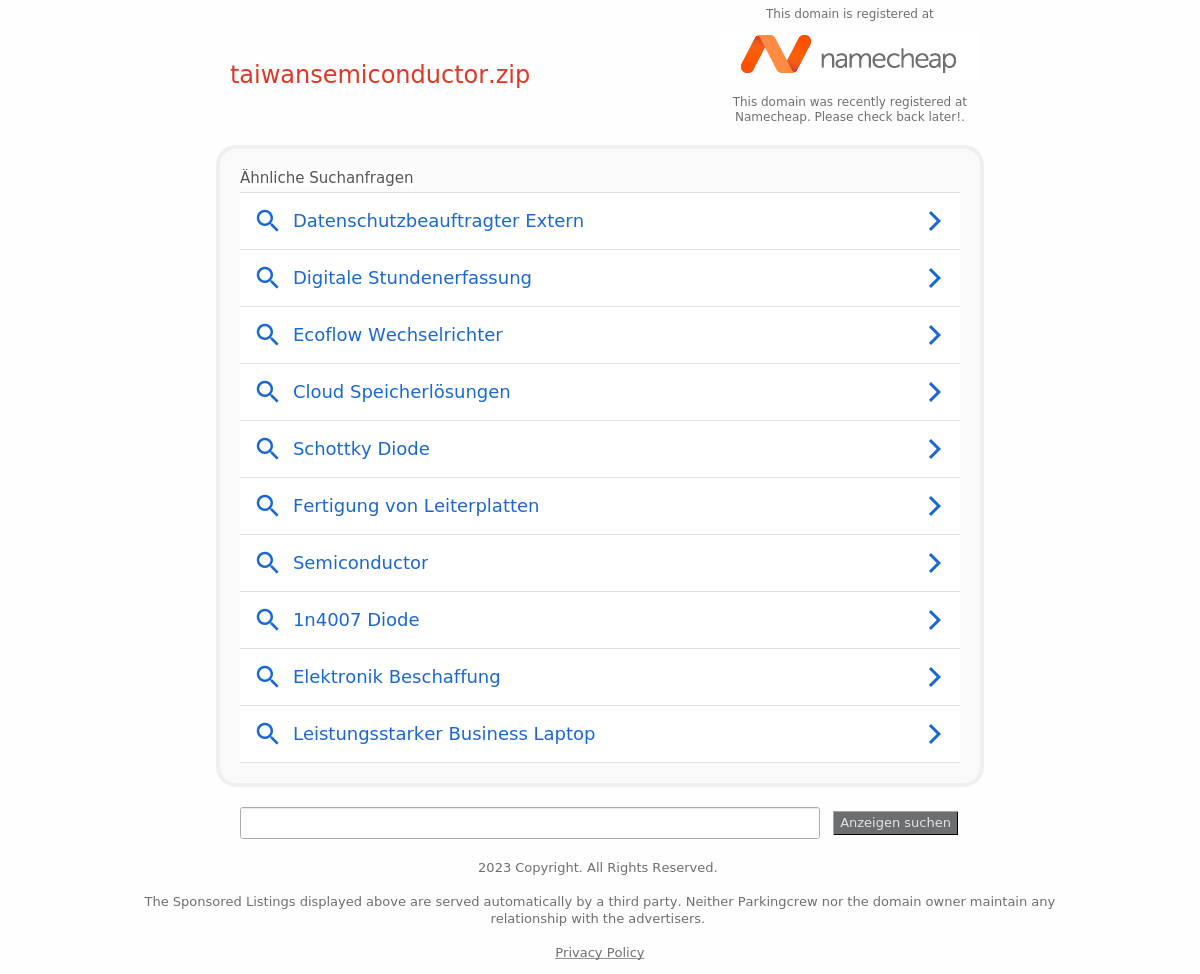 This domain is registered at
namecheap
taiwansemiconductor.zip
This domain was recently registered at
Namecheap. Please check back later!.
Ähnliche Suchanfragen
Datenschutzbeauftragter Extern
Digitale Stundenerfassung
Ecoflow Wechselrichter
Cloud Speicherlösungen
Schottky Diode
Fertigung von Leiterplatten
Semiconductor
1n4007 Diode
Elektronik Beschaffung
Leistungsstarker Business Laptop
Anzeigen suchen
2023 Copyright. All Rights Reserved.
The Sponsored Listings displayed above are served automatically by a third party. Neither Parkingcrew nor the domain owner maintain any
relationship with the advertisers.
Privacy Policy